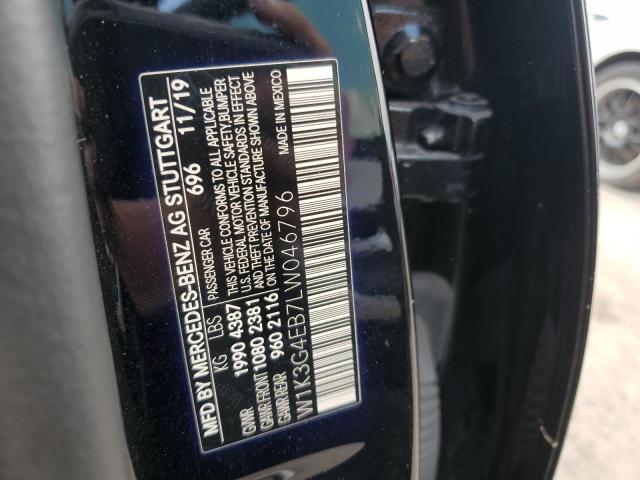 MFD BY MERCEDES-BENZ AG STUTTGART
696 11/19
PASSENGER CAR
KG LBS
GVWR 1990 4387
GAWR FRONT 1080 2381
GAWR REAR 960 2116
THIS VEHICLE CONFORMS TO ALL APPLICABLE
U.S. FEDERAL MOTOR VEHICLE SAFETY, BUMPER
AND THEFT PREVENTION STANDARDS IN EFFECT
ON THE DATE OF MANUFACTURE SHOWN ABOVE
MADE IN MEXICO
W1K3G4EB7LW046796